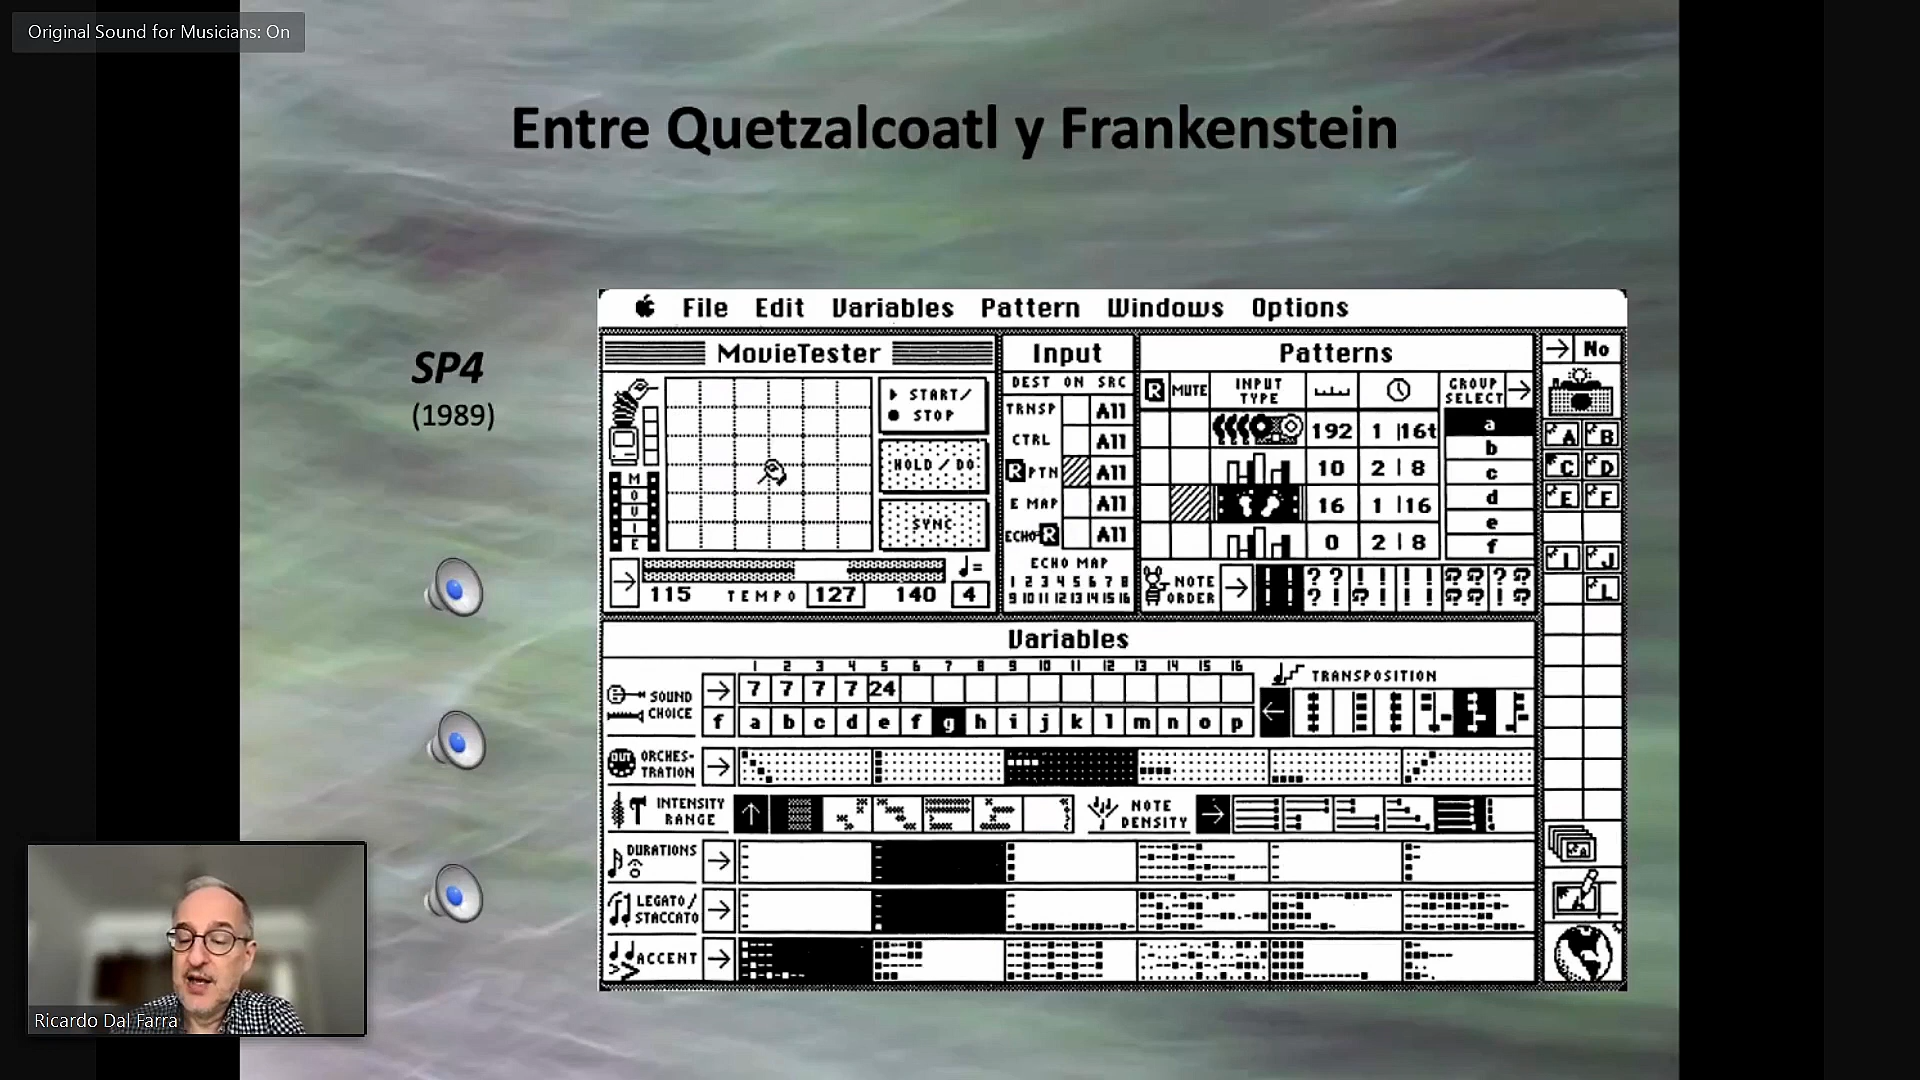 Original Sound for Musicians: On
Entre Quetzalcoatl y Frankenstein
SP4
(1989)
File Edit Variables Pattern Windows Options
MovieTester
START/
STOP
HOLD / DO
SYNC
MOVIE
115 TEMPO 127 140 4
Input
DEST ON SRC
TRNSP All
CTRL All
R PTN All
E MAP All
ECHO R All
ECHO MAP
1 2 3 4 5 6 7 8
9 10 11 12 13 14 15 16
Patterns
R MUTE INPUT TYPE GROUP SELECT
192 1 |16t
10 2 | 8
16 1 |16
0 2 | 8
a
b
c
d
e
f
NOTE ORDER
No
A B
C D
E F
I J
L
Variables
1 2 3 4 5 6 7 8 9 10 11 12 13 14 15 16
SOUND CHOICE
7 7 7 7 24
f a b c d e f g h i j k l m n o p
TRANSPOSITION
OUT ORCHES-
TRATION
INTENSITY
RANGE
NOTE
DENSITY
DURATIONS
LEGATO/
STACCATO
ACCENT
Ricardo Dal Farra